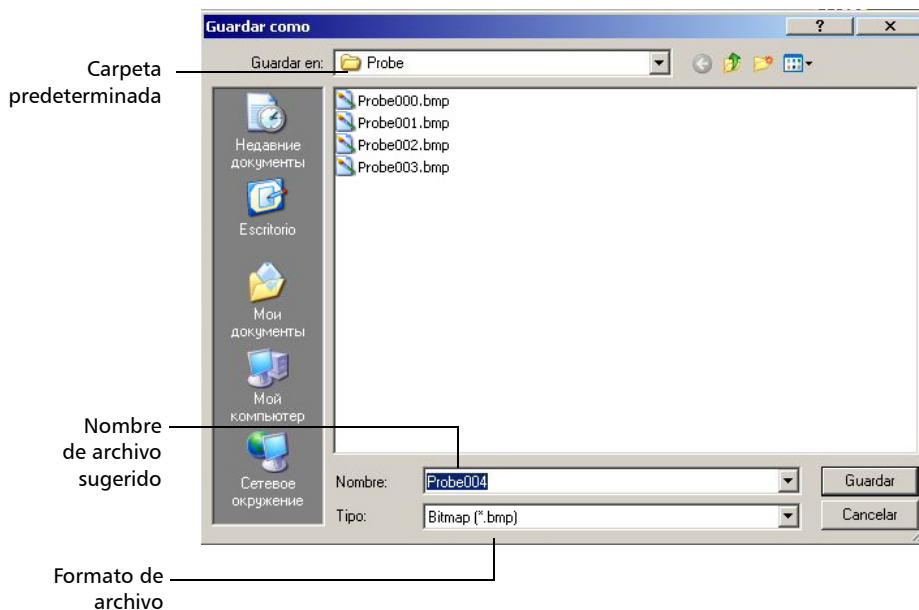 Guardar como
Guardar en:
Probe
Carpeta
predeterminada
Probe000.bmp
Probe001.bmp
Probe002.bmp
Probe003.bmp
Недавние
документы
Escritorio
Мои
документы
Мой
компьютер
Сетевое
окружение
Nombre
de archivo
sugerido
Nombre:
Probe004
Guardar
Tipo:
Bitmap (*.bmp)
Cancelar
Formato de
archivo